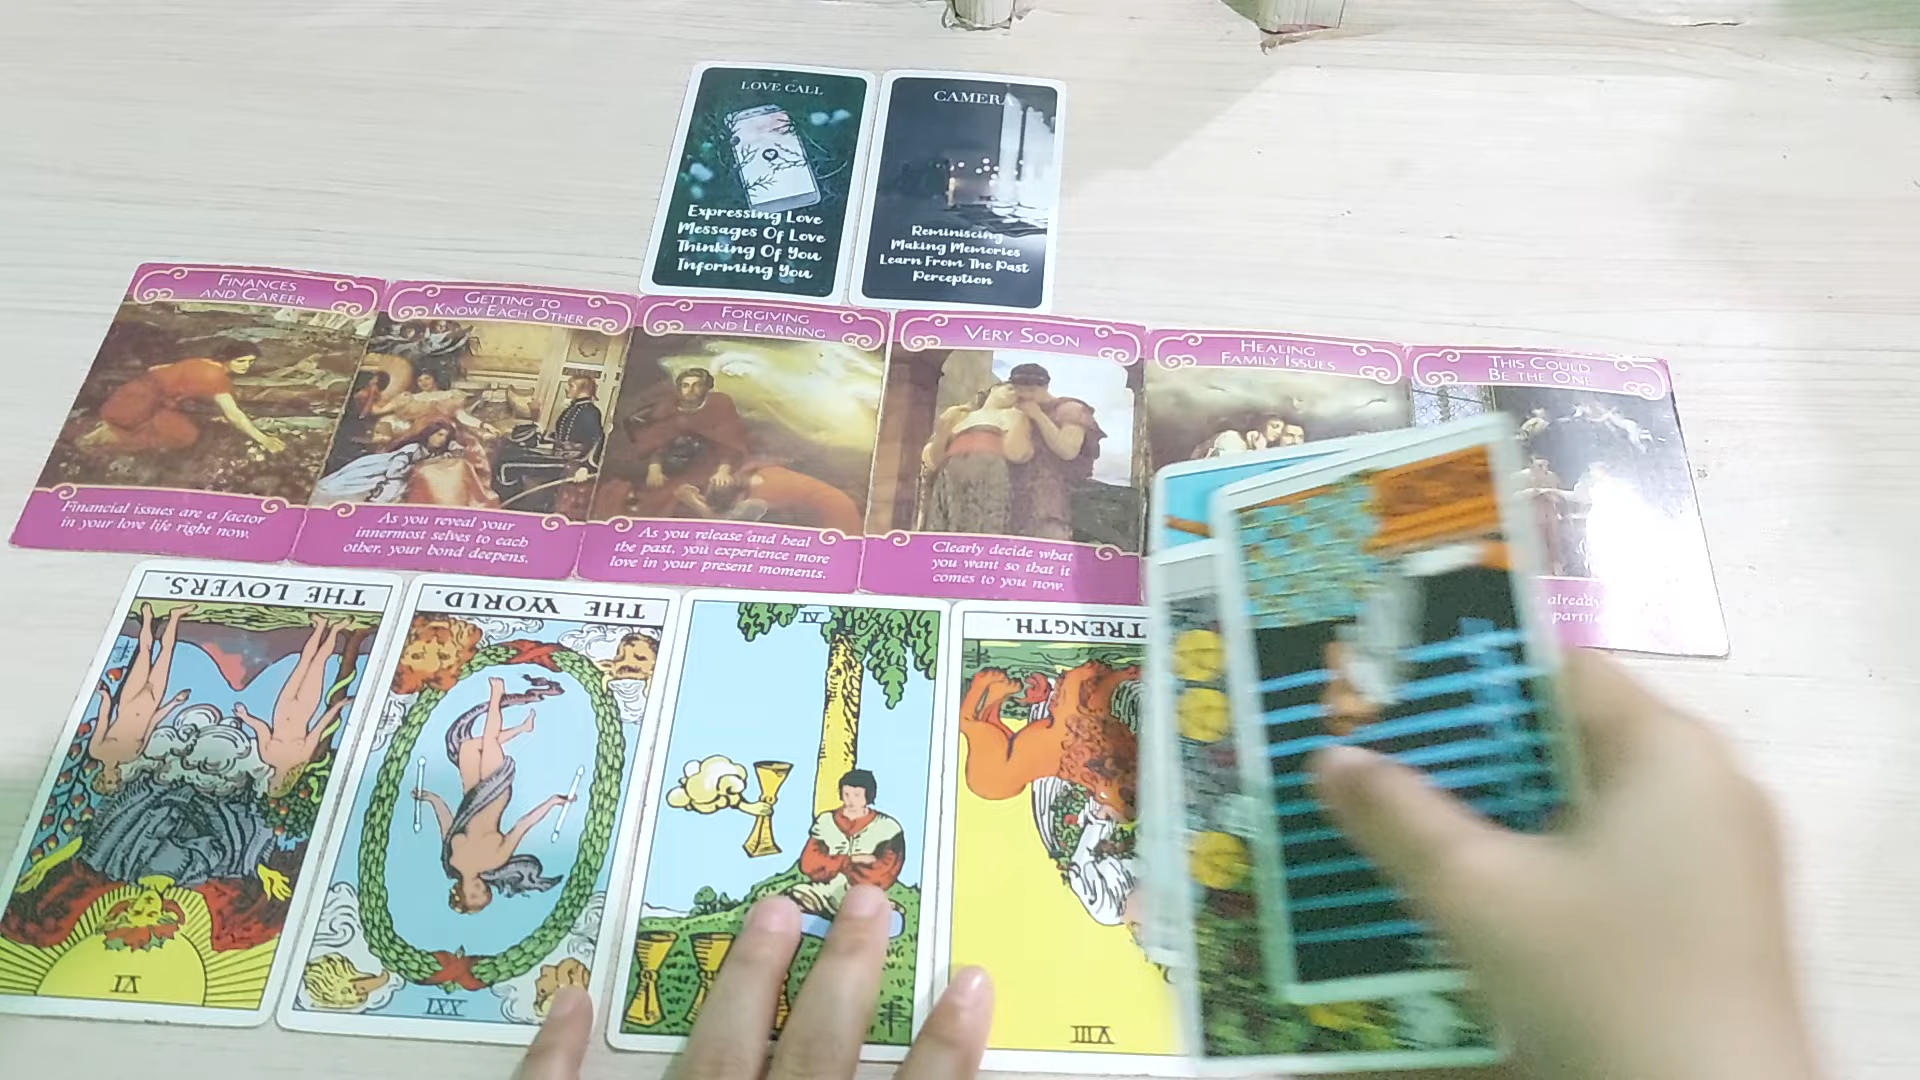 LOVE CALL
Expressing Love
Messages Of Love
Thinking Of You
Informing You
CAMERA
Reminiscing
Making Memories
Learn From The Past
Perception
FINANCES
AND CAREER
Financial issues are a factor
in your love life right now.
GETTING TO
KNOW EACH OTHER
As you reveal your
innermost selves to each
other, your bond deepens.
FORGIVING
AND LEARNING
As you release and heal
the past, you experience more
love in your present moments.
VERY SOON
Clearly decide what
you want so that it
comes to you now.
HEALING
FAMILY ISSUES
THIS COULD
BE THE ONE
already
THE LOVERS.
VI
THE WORLD.
XXI
IV
TRENGTH.
VIII